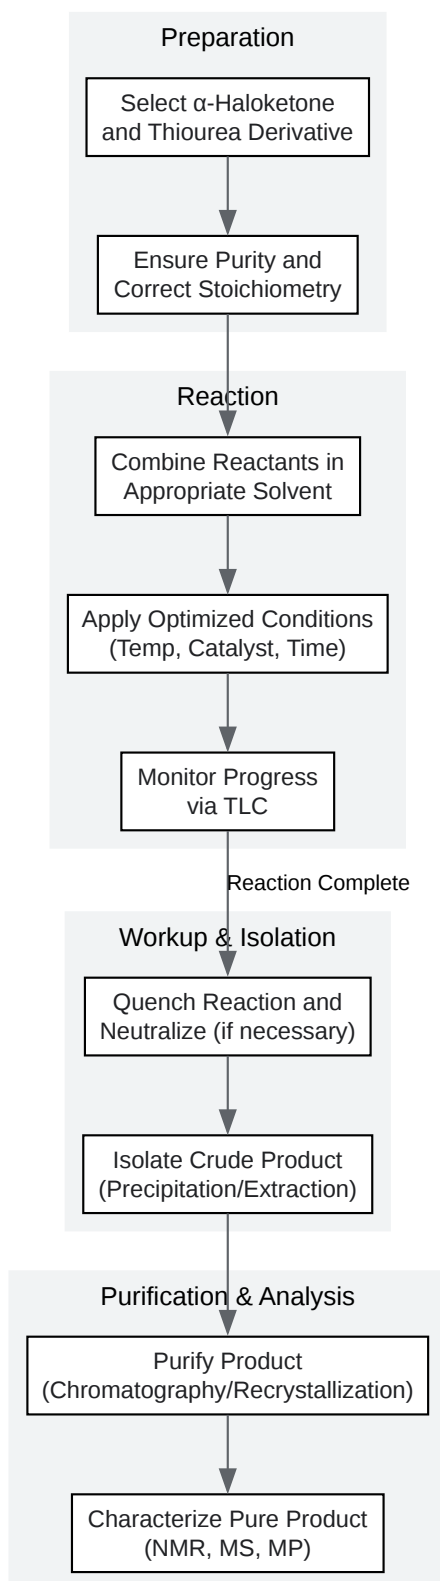 Preparation
Select α-Haloketone
and Thiourea Derivative
Ensure Purity and
Correct Stoichiometry
Reaction
Combine Reactants in
Appropriate Solvent
Apply Optimized Conditions
(Temp, Catalyst, Time)
Monitor Progress
via TLC
Reaction Complete
Workup & Isolation
Quench Reaction and
Neutralize (if necessary)
Isolate Crude Product
(Precipitation/Extraction)
Purification & Analysis
Purify Product
(Chromatography/Recrystallization)
Characterize Pure Product
(NMR, MS, MP)